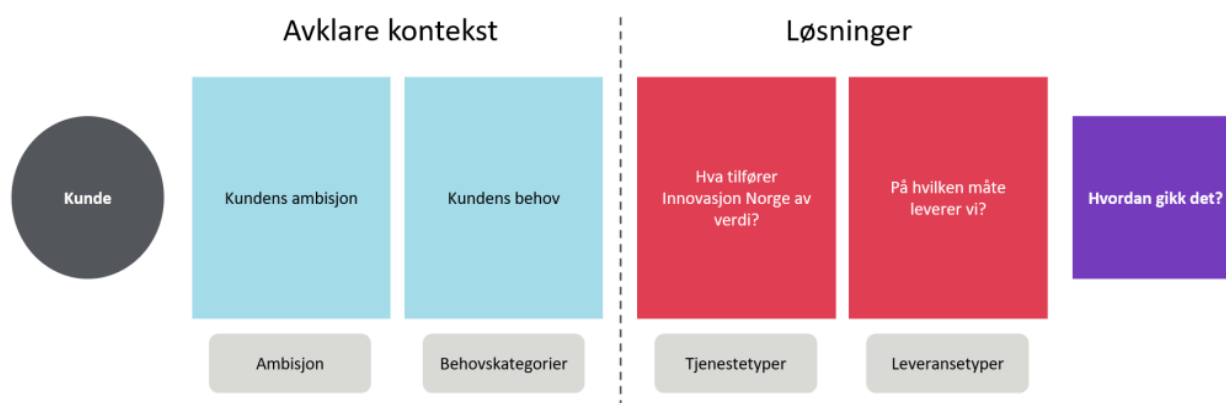 Avklare kontekst
Løsninger
Kunde
Kundens ambisjon
Kundens behov
Hva tilfører
Innovasjon Norge av
verdi?
På hvilken måte
leverer vi?
Hvordan gikk det?
Ambisjon
Behovskategorier
Tjenestetyper
Leveransetyper